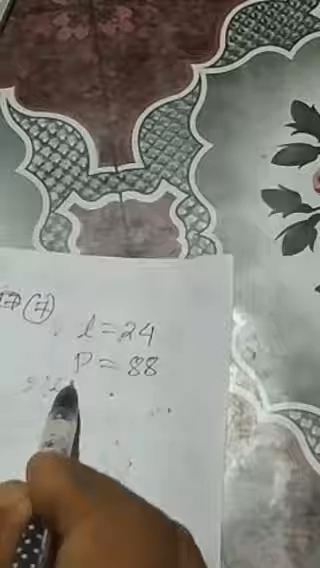 (7)
l = 24
P = 88